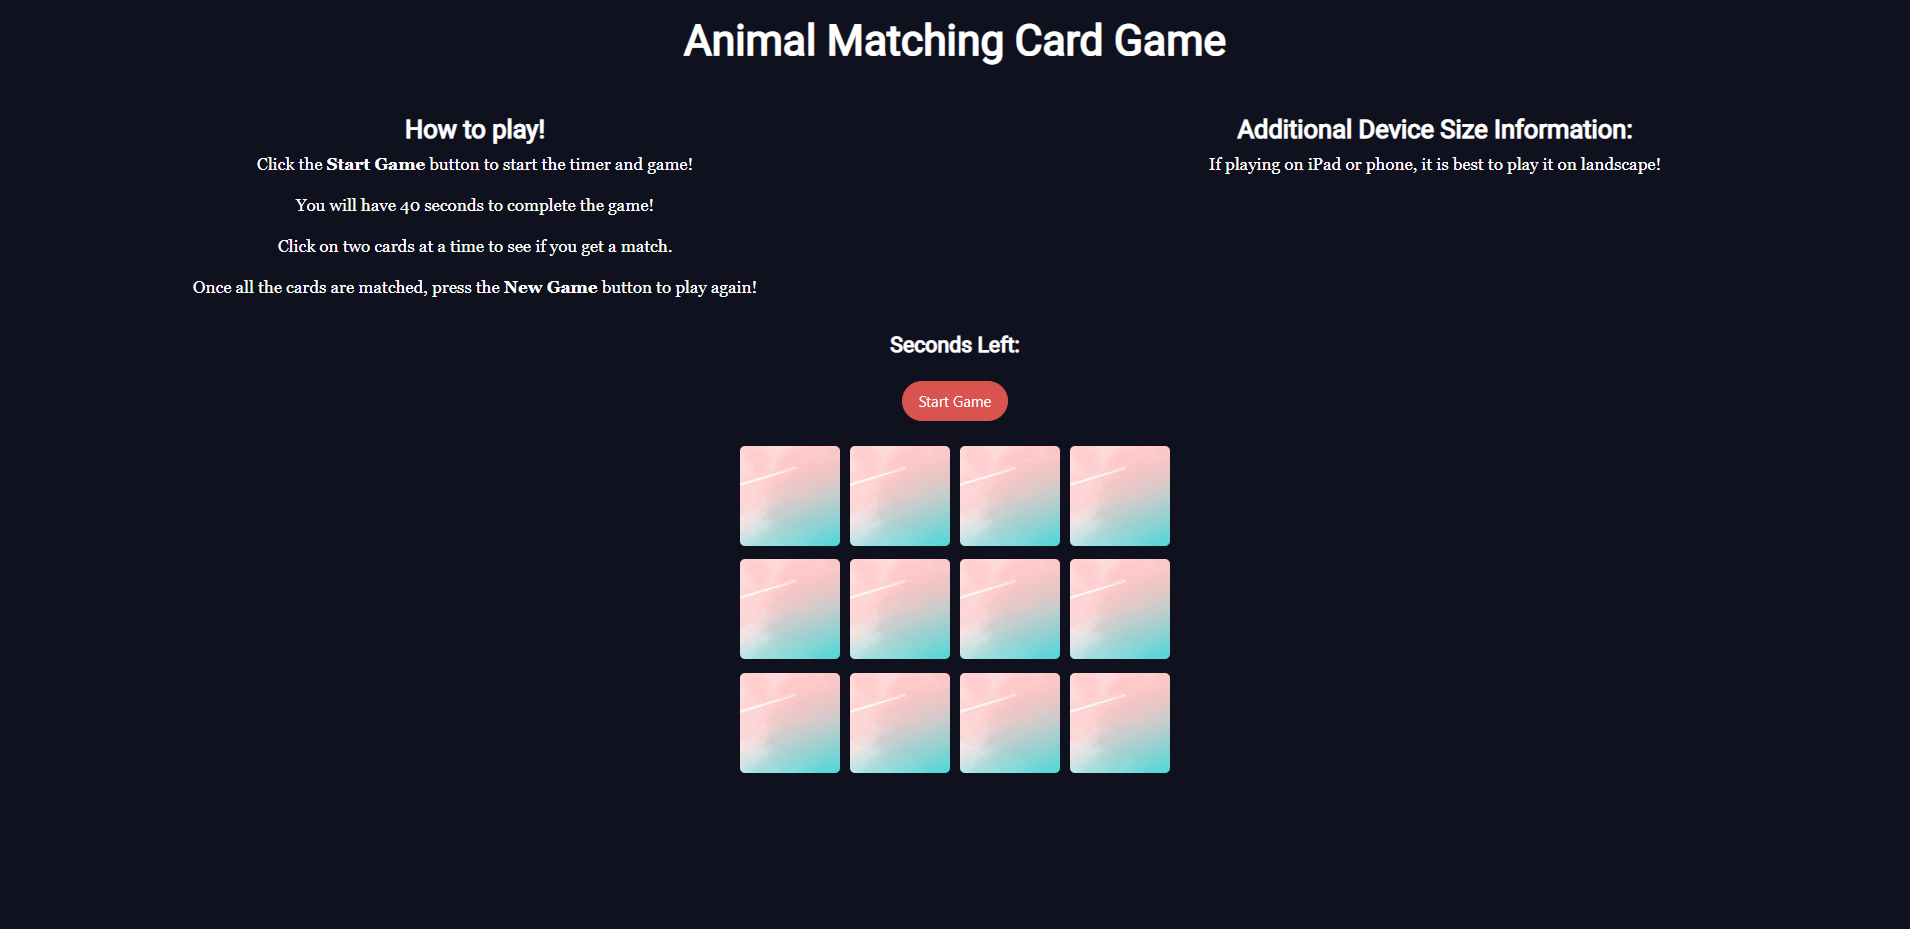 Animal Matching Card Game
How to play!
Click the Start Game button to start the timer and game!
You will have 40 seconds to complete the game!
Click on two cards at a time to see if you get a match.
Once all the cards are matched, press the New Game button to play again!
Additional Device Size Information:
If playing on iPad or phone, it is best to play it on landscape!
Seconds Left:
Start Game